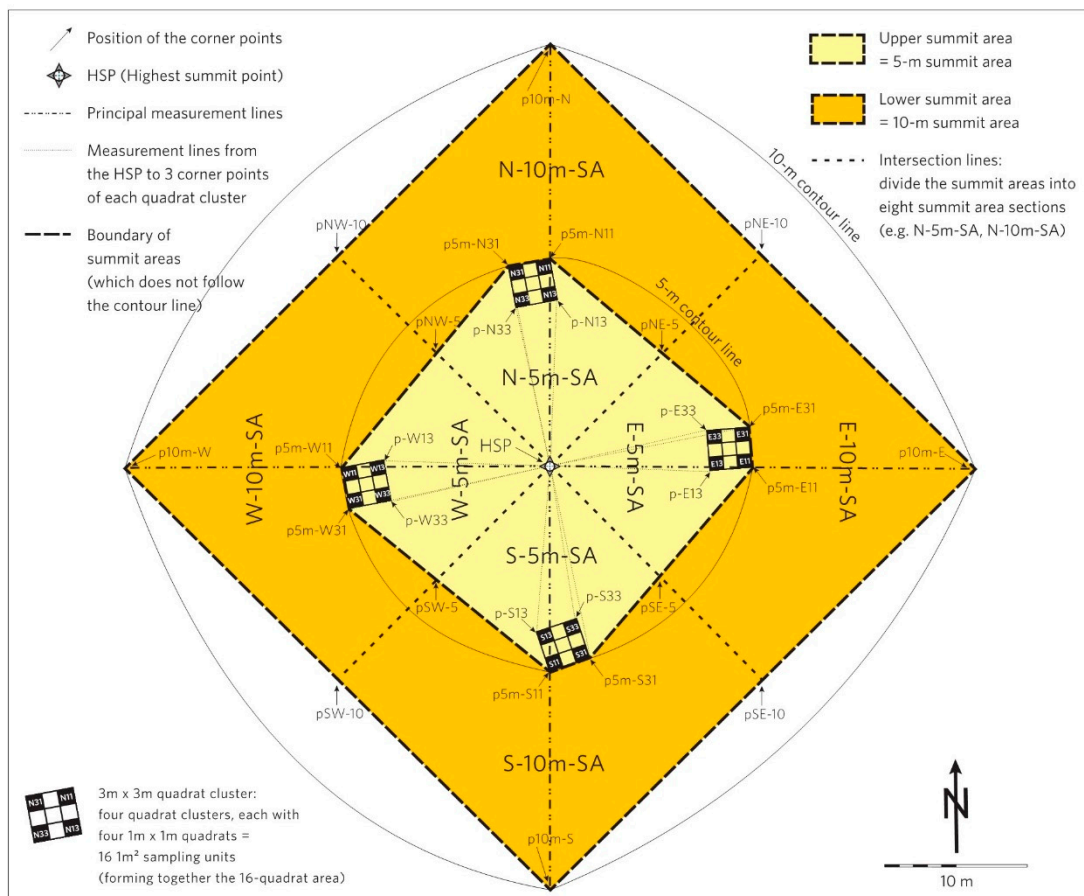 Position of the corner points
HSP (Highest summit point)
Principal measurement lines
Measurement lines from
the HSP to 3 corner points
of each quadrat cluster
Boundary of
summit areas
(which does not follow
the contour line)
Upper summit area
= 5-m summit area
Lower summit area
= 10-m summit area
Intersection lines:
divide the summit areas into
eight summit area sections
(e.g. N-5m-SA, N-10m-SA)
p10m-N
10-m contour line
N-10m-SA
pNW-10
pNE-10
p5m-N31
p5m-N11
N31
N11
N33
N13
5-m contour line
p-N33
p-N13
pNW-5
pNE-5
N-5m-SA
p-E33
p5m-E31
E33
E31
E13
E11
p-E13
p5m-E11
E-5m-SA
E-10m-SA
p10m-E
HSP
W-5m-SA
W-10m-SA
p10m-W
p5m-W11
p-W13
W11
W13
W31
W33
p-W33
p5m-W31
S-5m-SA
pSW-5
pSE-5
p-S13
p-S33
S13
S33
S11
S31
p5m-S11
p5m-S31
pSW-10
pSE-10
S-10m-SA
p10m-S
N31
N11
N33
N13
3m x 3m quadrat cluster:
four quadrat clusters, each with
four 1m x 1m quadrats =
16 1m² sampling units
(forming together the 16-quadrat area)
N
10 m